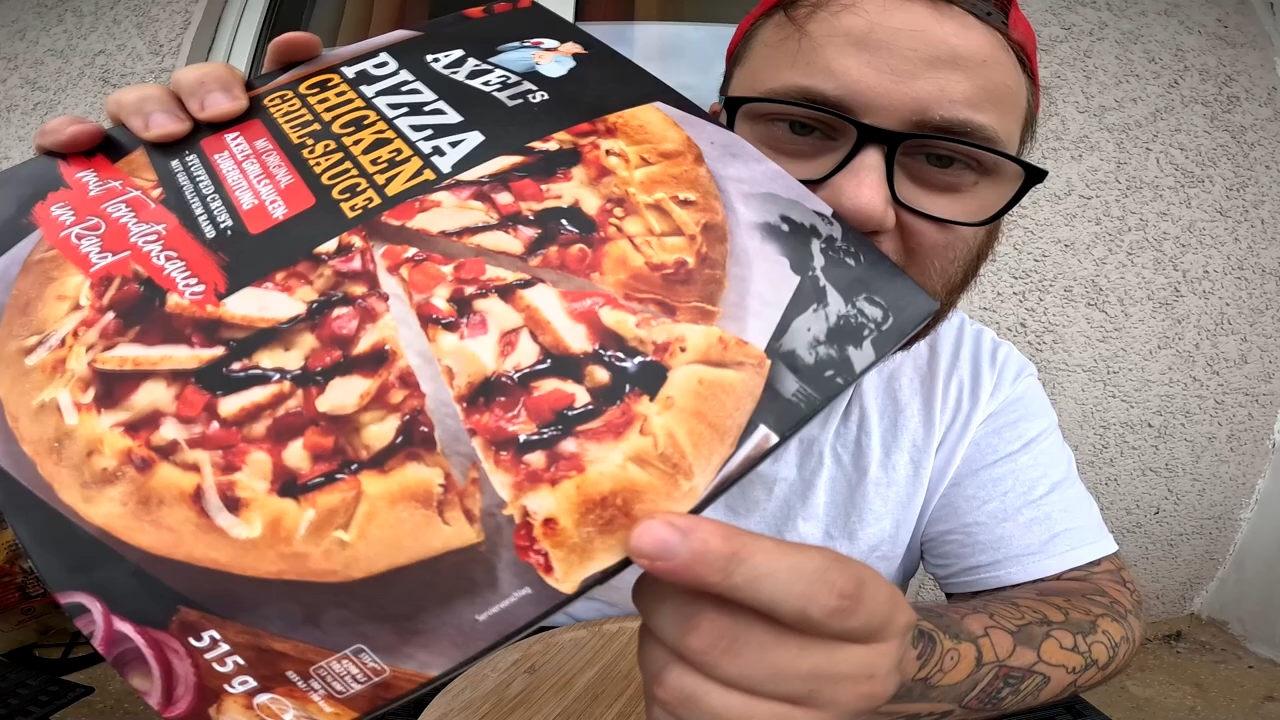 AXEL'S
PIZZA
CHICKEN
GRILL-SAUCE
MIT ORIGINAL
AXEL'GRILLSAUCEN-
ZUBEREITUNG
- STUFFED CRUST -
MIT GEFÜLLTEM RAND
mit Tomatensauce
im Rand
Serviervorschlag
515 g